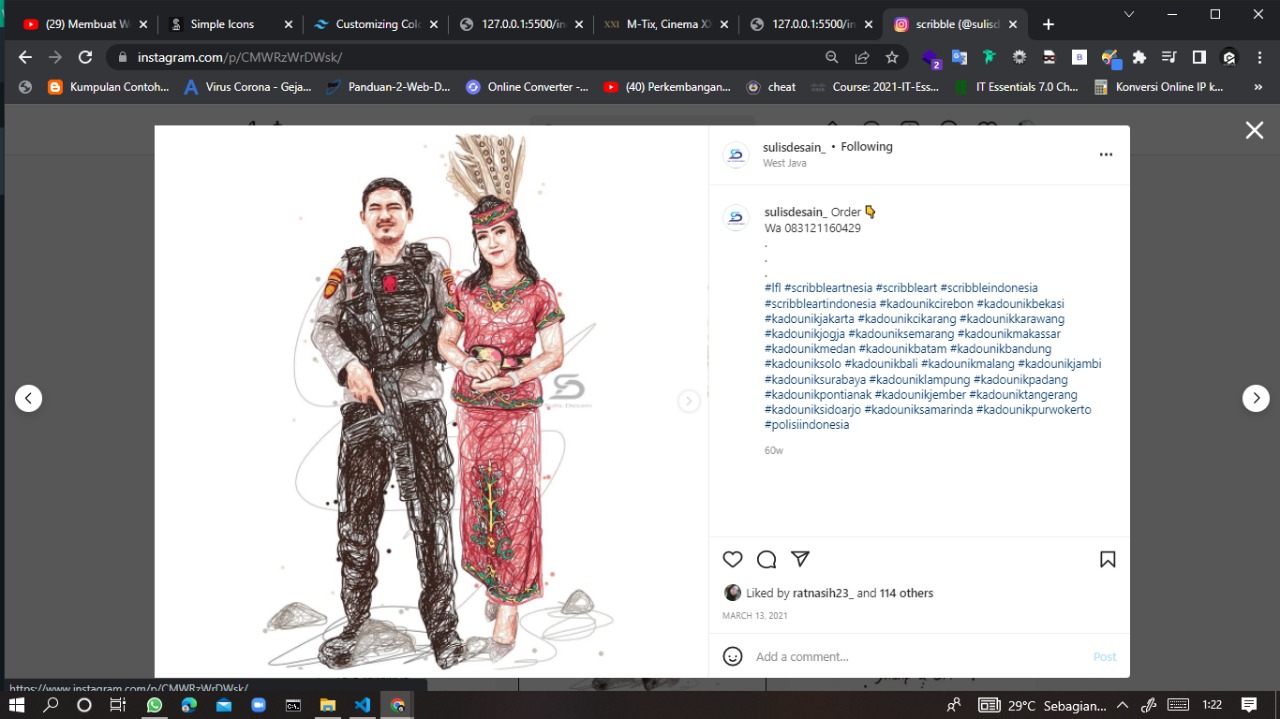 (29) Membuat W
Simple Icons
Customizing Col
127.0.0.1:5500/in
M-Tix, Cinema X
127.0.0.1:5500/in
scribble (@sulisd
instagram.com/p/CMWRzWrDWsk/
2
Kumpulan Contoh...
Virus Corona - Geja...
Panduan-2-Web-D...
Online Converter -...
(40) Perkembangan...
cheat
Course: 2021-IT-Ess...
IT Essentials 7.0 Ch...
Konversi Online IP k...
»
sulisdesain_ • Following
West Java
sulisdesain_ Order 👇
Wa 083121160429
.
.
.
#lfl #scribbleartnesia #scribbleart #scribbleindonesia
#scribbleartindonesia #kadounikcirebon #kadounikbekasi
#kadounikjakarta #kadounikcikarang #kadounikkarawang
#kadounikjogja #kadouniksemarang #kadounikmakassar
#kadounikmedan #kadounikbatam #kadounikbandung
#kadouniksolo #kadounikbali #kadounikmalang #kadounikjambi
#kadouniksurabaya #kadouniklampung #kadounikpadang
#kadounikpontianak #kadounikjember #kadouniktangerang
#kadouniksidoarjo #kadouniksamarinda #kadounikpurwokerto
#polisiindonesia
60w
Liked by ratnasih23_ and 114 others
MARCH 13, 2021
Add a comment...
Post
https://www.instagram.com/p/CMWRzWrDWsk/
29°C Sebagian...
1:22